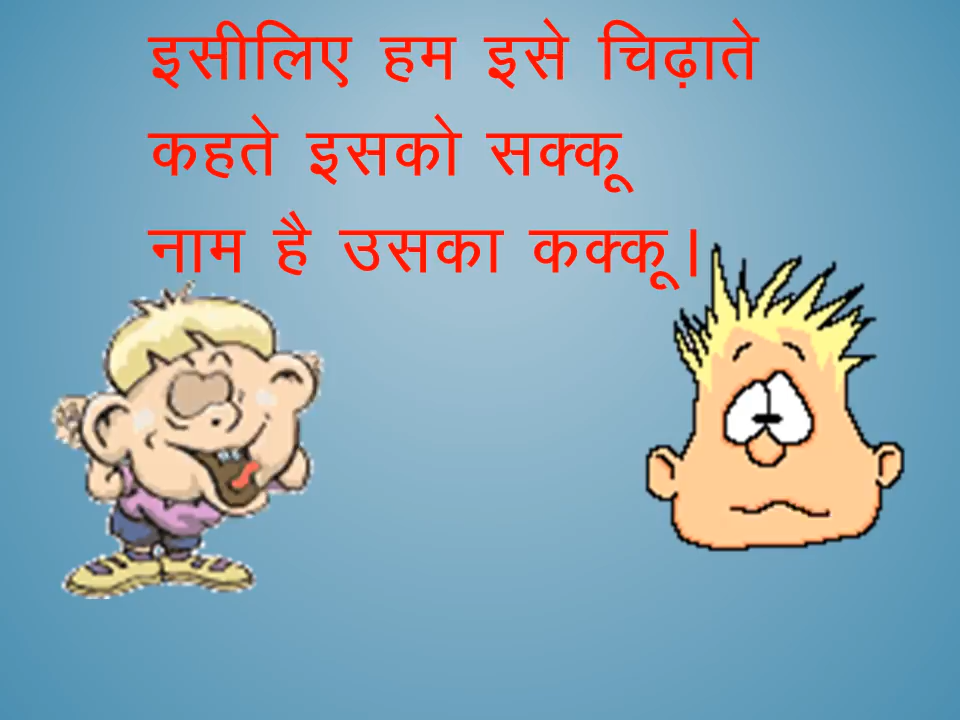 इसीलिए हम इसे चिढ़ाते
कहते इसको सक्कू
नाम है उसका कक्कू।